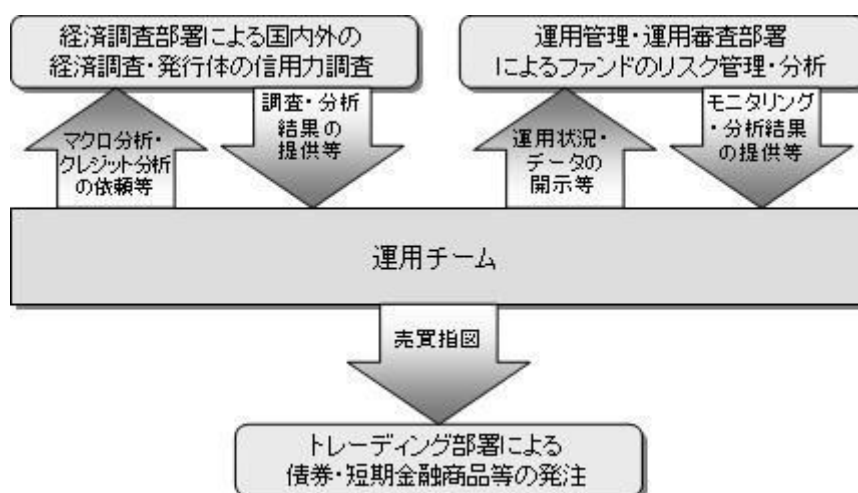 経済調査部署による国内外の
経済調査・発行体の信用力調査
運用管理・運用審査部署
によるファンドのリスク管理・分析
マクロ分析・
クレジット分析
の依頼等
調査・分析
結果の
提供等
運用状況・
データの
開示等
モニタリング
・分析結果
の提供等
運用チーム
売買指図
トレーディング部署による
債券・短期金融商品等の発注